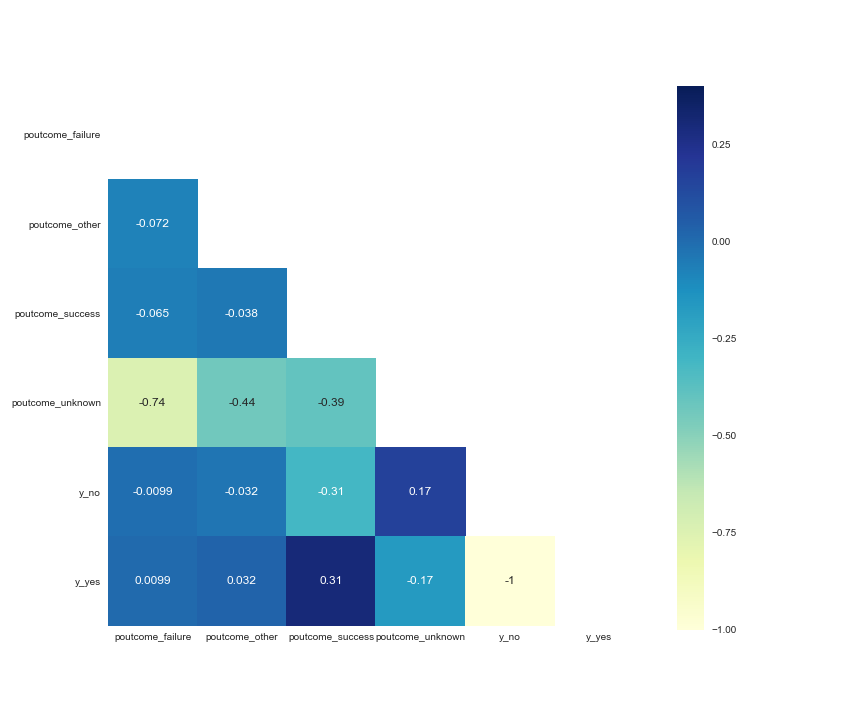 poutcome_failure
poutcome_other -0.072
poutcome_success -0.065 -0.038
poutcome_unknown -0.74 -0.44 -0.39
y_no -0.0099 -0.032 -0.31 0.17
y_yes 0.0099 0.032 0.31 -0.17 -1
poutcome_failure poutcome_other poutcome_success poutcome_unknown y_no y_yes
0.25
0.00
−0.25
−0.50
−0.75
−1.00